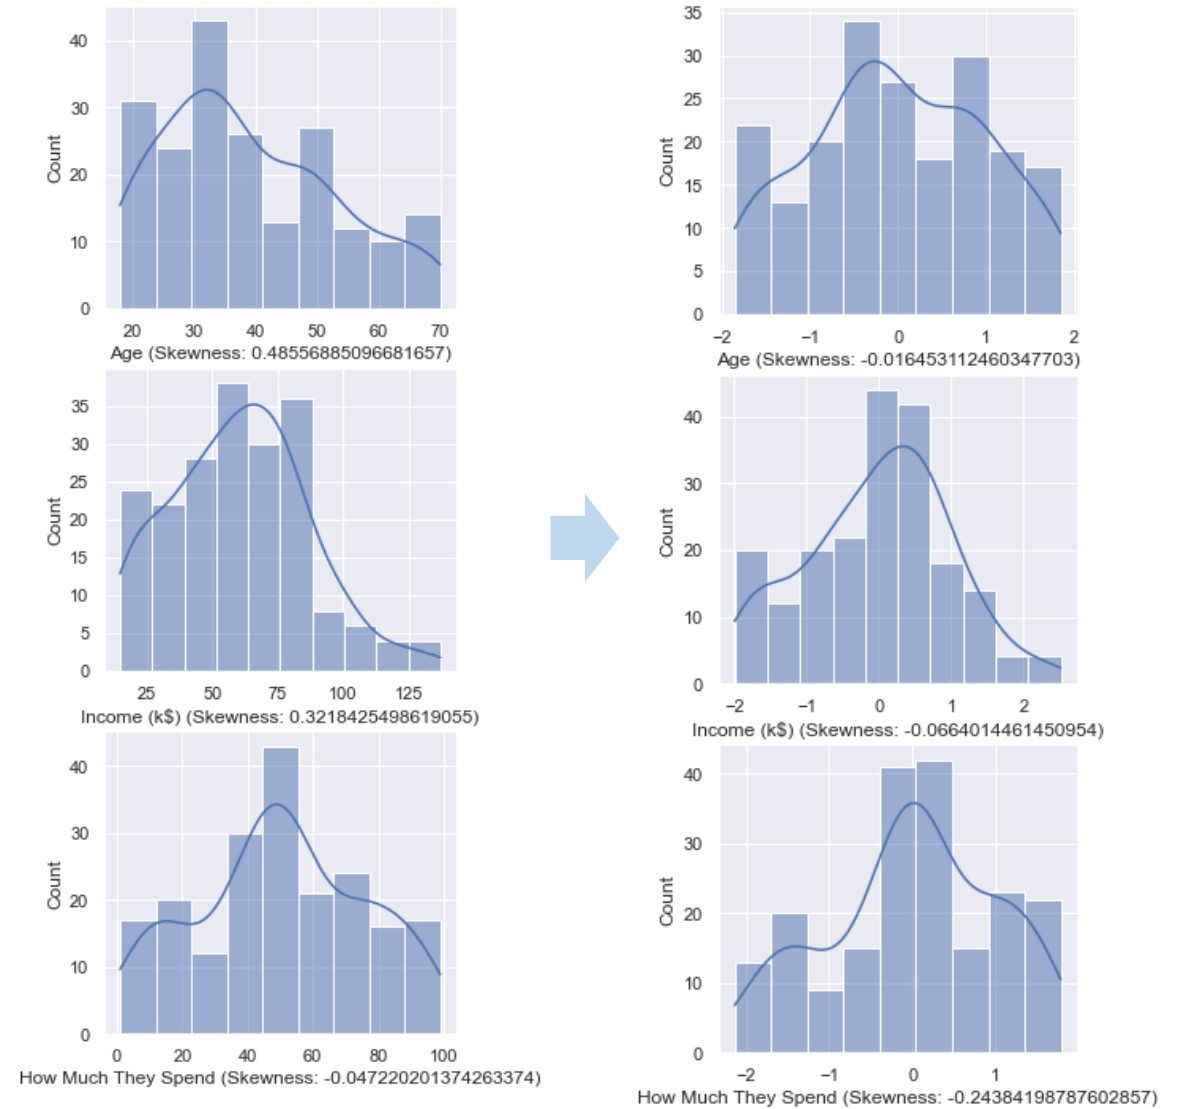 40
30
20
10
0
Count
20 30 40 50 60 70
Age (Skewness: 0.48556885096681657)
35
30
25
20
15
10
5
0
Count
−2 −1 0 1 2
Age (Skewness: -0.016453112460347703)
35
30
25
20
15
10
5
0
Count
25 50 75 100 125
Income (k$) (Skewness: 0.3218425498619055)
40
30
20
10
0
Count
−2 −1 0 1 2
Income (k$) (Skewness: -0.0664014461450954)
40
30
20
10
0
Count
0 20 40 60 80 100
How Much They Spend (Skewness: -0.047220201374263374)
40
30
20
10
0
Count
−2 −1 0 1
How Much They Spend (Skewness: -0.24384198787602857)